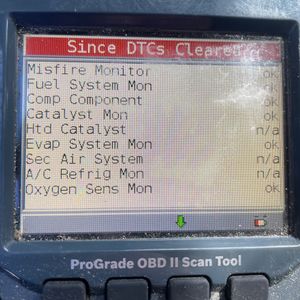 Since DTCs Cleared
Misfire Monitor ok
Fuel System Mon ok
Comp Component ok
Catalyst Mon ok
Htd Catalyst n/a
Evap System Mon ok
Sec Air System n/a
A/C Refrig Mon n/a
Oxygen Sens Mon ok
ProGrade OBD II Scan Tool